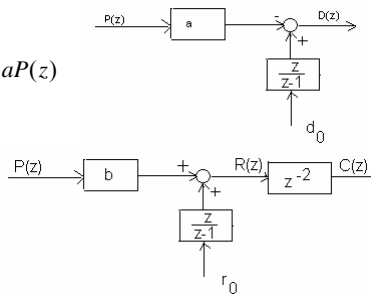 P(z) a - D(z)
+
aP(z)
z
z-1
d0
P(z) b + R(z) z^-2 C(z)
+
z
z-1
r0